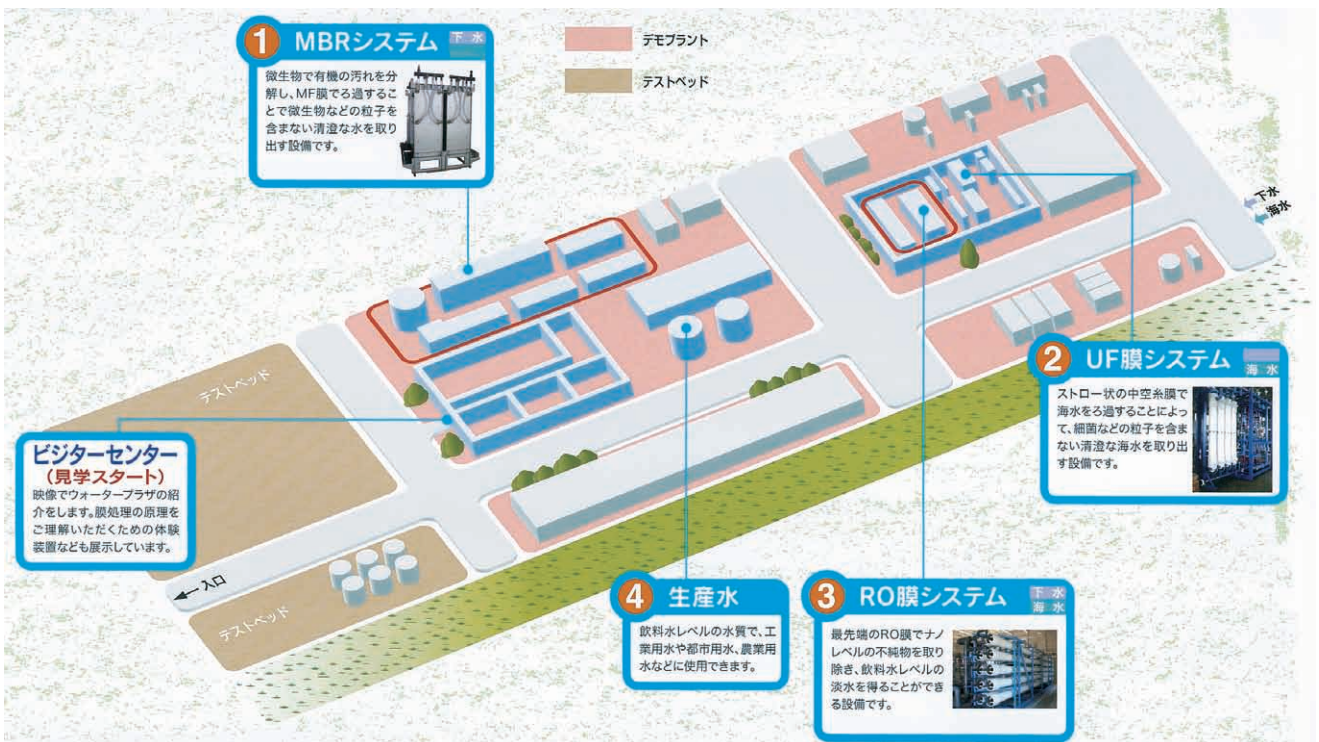 1 MBRシステム 下水
微生物で有機の汚れを分
解し、MF膜でろ過するこ
とで微生物などの粒子を
含まない清澄な水を取り
出す設備です。
デモプラント
テストベッド
下水
海水
テストベッド
ビジターセンター
(見学スタート)
映像でウォータープラザの紹
介をします。膜処理の原理を
ご理解いただくための体験
装置なども展示しています。
←入口
テストベッド
2 UF膜システム 海水
ストロー状の中空糸膜で
海水をろ過することによっ
て、細菌などの粒子を含ま
ない清澄な海水を取り出
す設備です。
4 生産水
飲料水レベルの水質で、工
業用水や都市用水、農業用
水などに使用できます。
3 RO膜システム 下水
海水
最先端のRO膜でナノ
レベルの不純物を取り
除き、飲料水レベルの
淡水を得ることができ
る設備です。